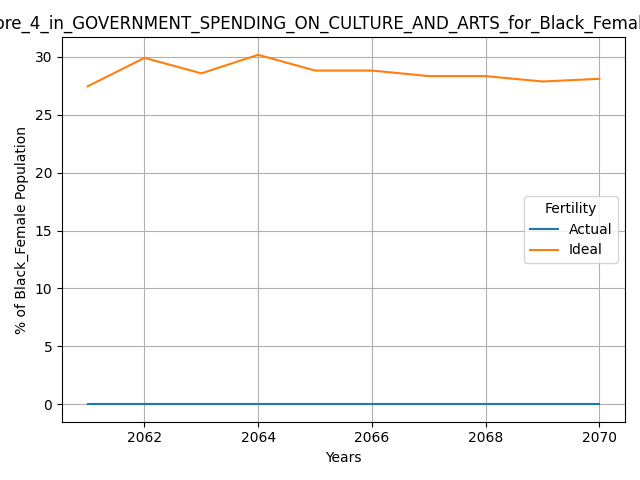 ore_4_in_GOVERNMENT_SPENDING_ON_CULTURE_AND_ARTS_for_Black_Femal
30
25
20
15
10
5
0
% of Black_Female Population
Fertility
Actual
Ideal
2062 2064 2066 2068 2070
Years